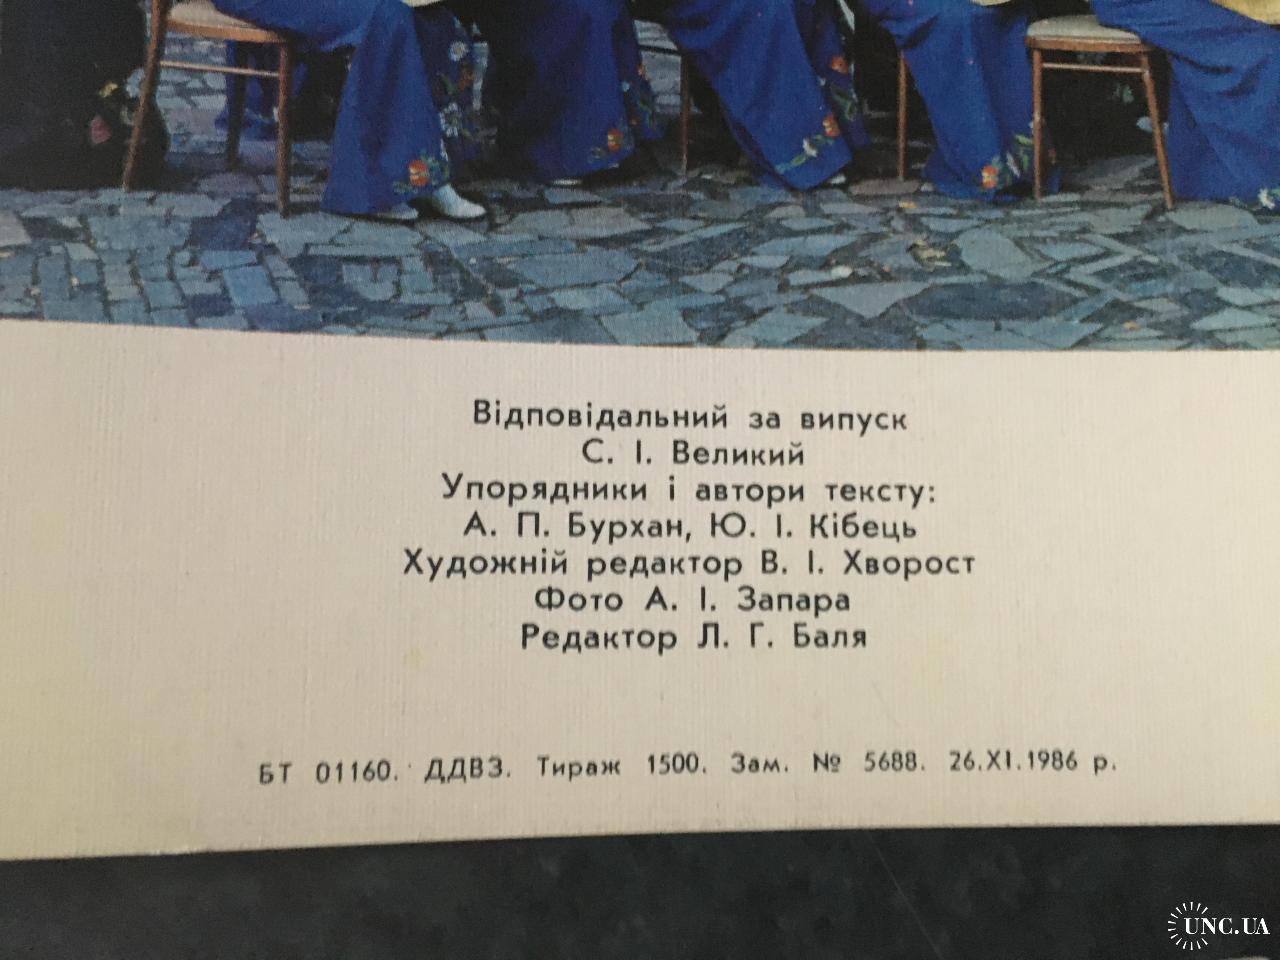 Відповідальний за випуск
С. І. Великий
Упорядники і автори тексту:
А. П. Бурхан, Ю. І. Кібець
Художній редактор В. І. Хворост
Фото А. І. Запара
Редактор Л. Г. Баля
БТ 01160. ДДВЗ. Тираж 1500. Зам. № 5688. 26.XI.1986 р.
UNC.UA